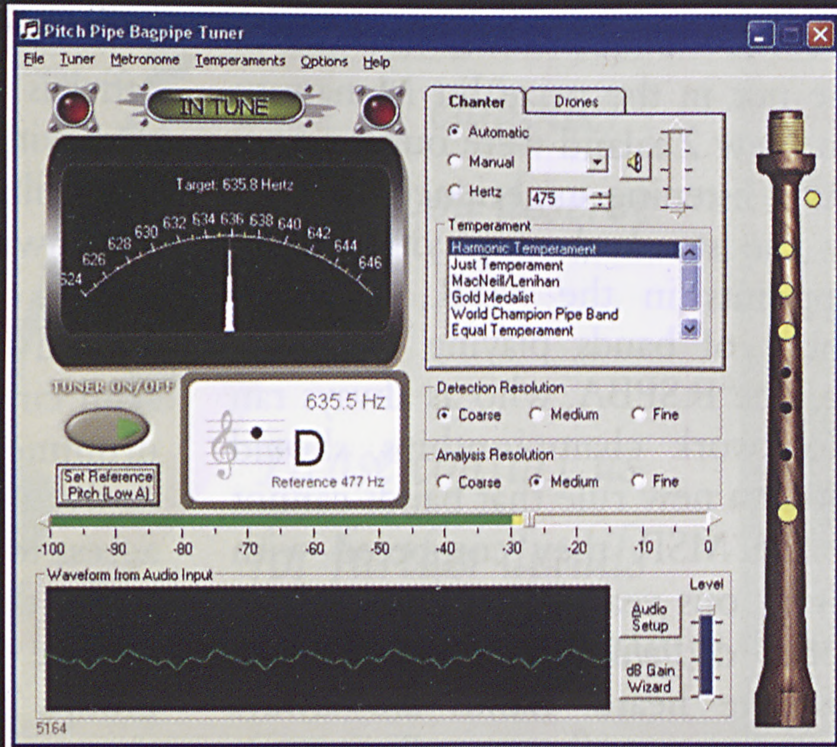 Pitch Pipe Bagpipe Tuner
File Tuner Metronome Temperaments Options Help
IN TUNE
Target: 635.8 Hertz
624 626 628 630 632 634 636 638 640 642 644 646
TUNER ON/OFF
635.5 Hz
D
Reference 477 Hz
Set Reference
Pitch (Low A)
Chanter Drones
Automatic
Manual
Hertz 475
Temperament
Harmonic Temperament
Just Temperament
MacNeill/Lenihan
Gold Medalist
World Champion Pipe Band
Equal Temperament
Detection Resolution
Coarse Medium Fine
Analysis Resolution
Coarse Medium Fine
-100 -90 -80 -70 -60 -50 -40 -30 -20 -10 0
Waveform from Audio Input
Audio
Setup
dB Gain
Wizard
Level
5164